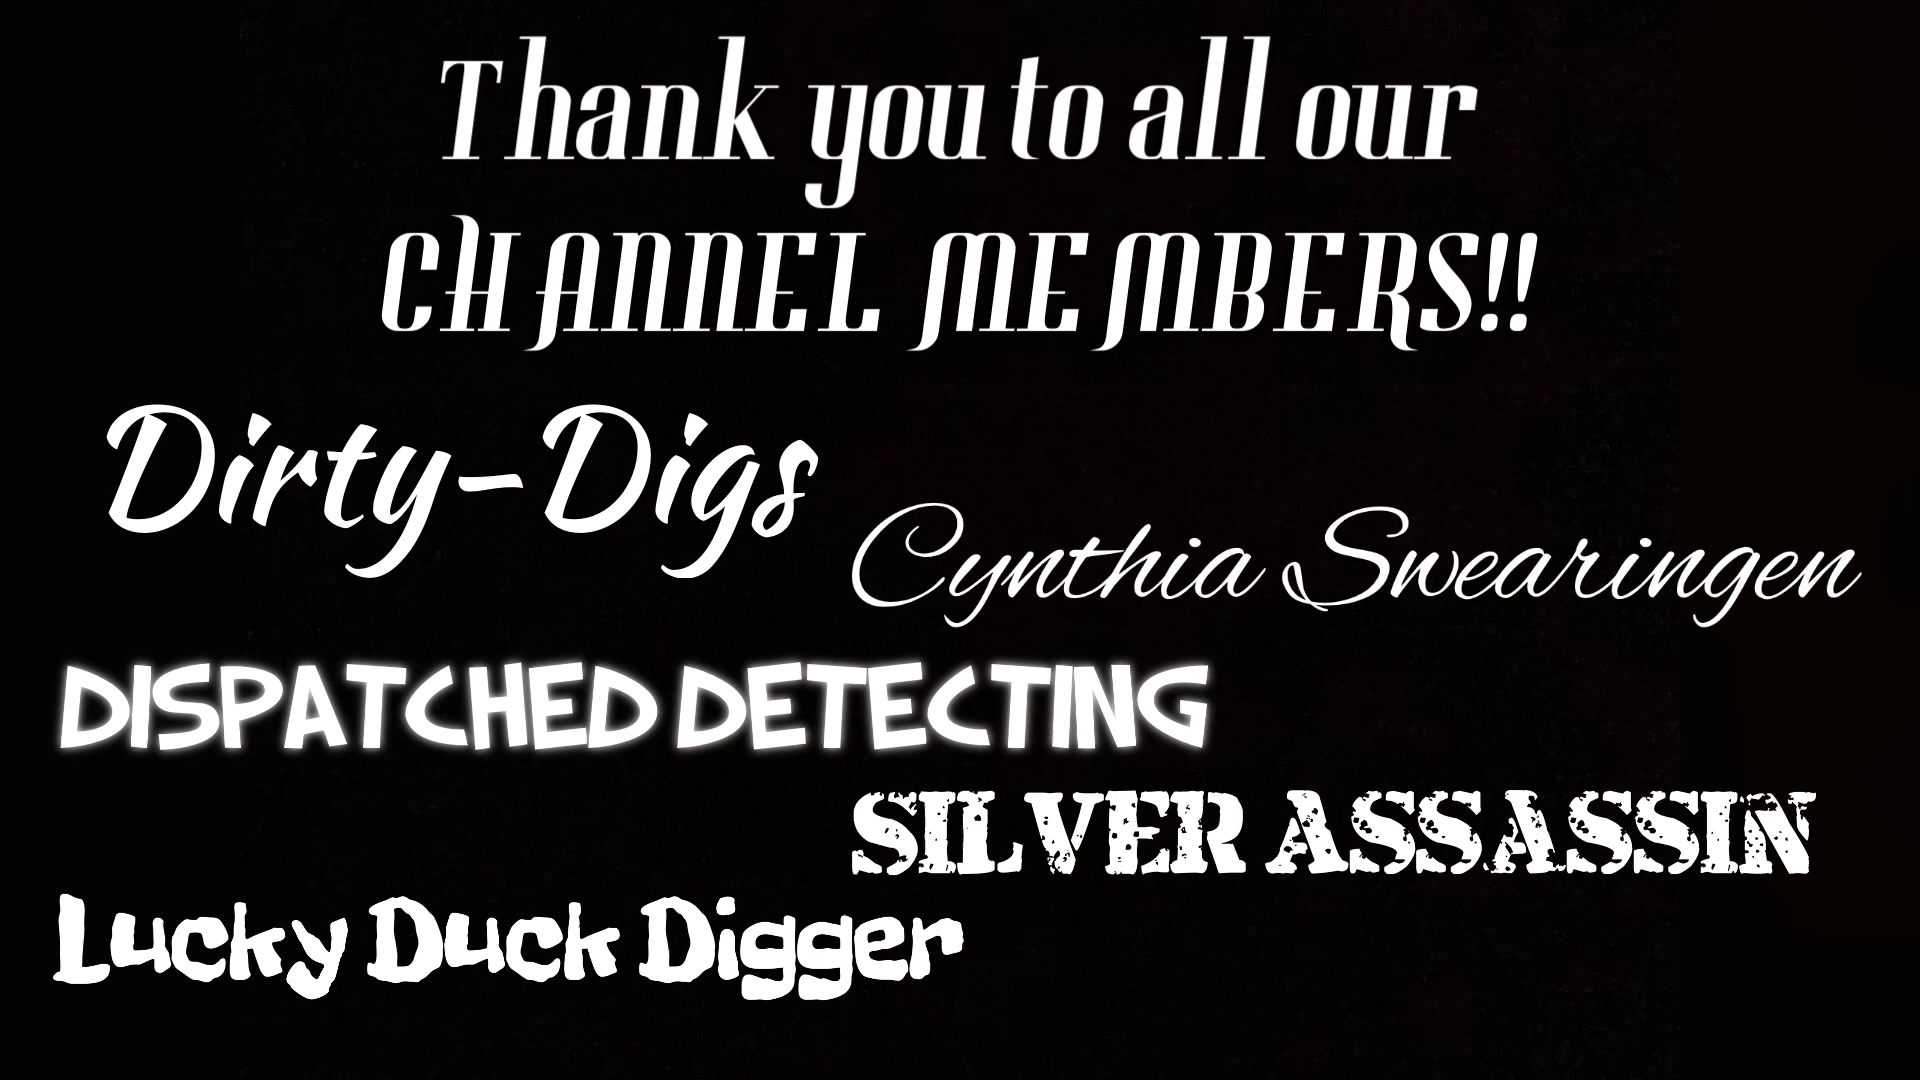 Thank you to all our
CHANNEL MEMBERS!!
Dirty-Digs
Cynthia Swearingen
DISPATCHED DETECTING
SILVER ASSASSIN
Lucky Duck Digger